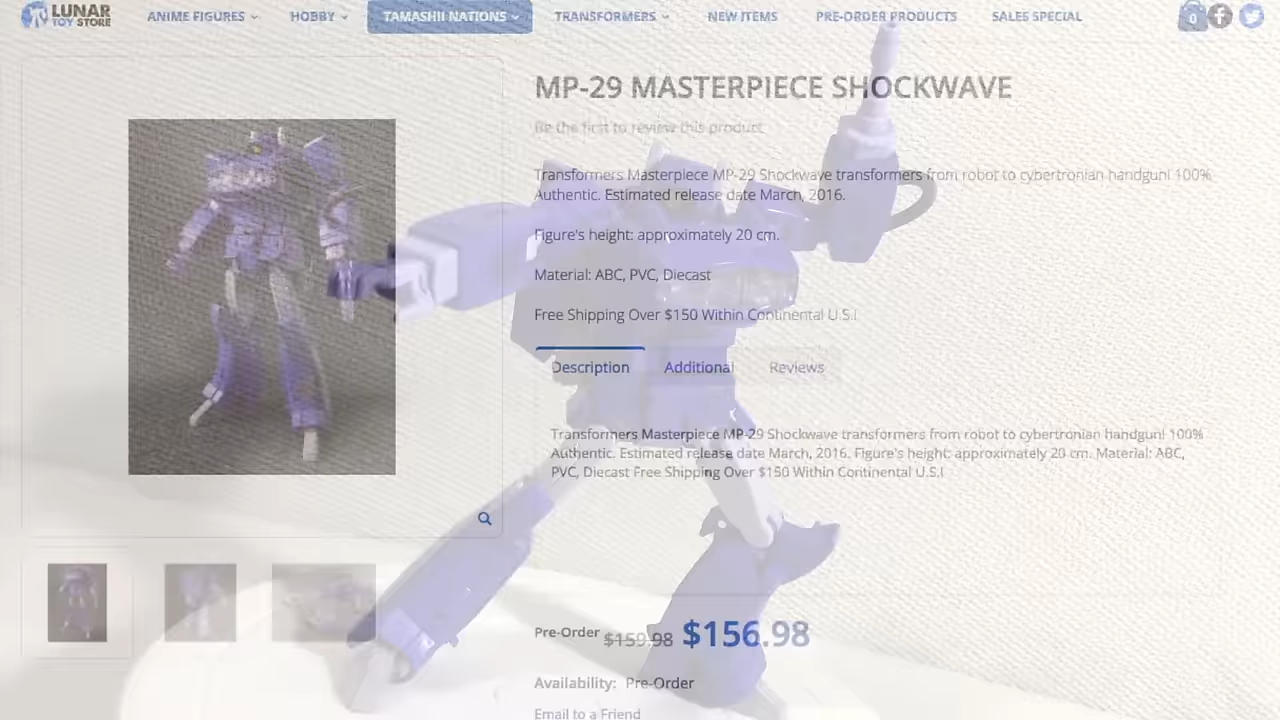 LUNAR
TOY STORE
ANIME FIGURES
HOBBY
TAMASHII NATIONS
TRANSFORMERS
NEW ITEMS
PRE-ORDER PRODUCTS
SALES SPECIAL
0
MP-29 MASTERPIECE SHOCKWAVE
Be the first to review this product
Transformers Masterpiece MP-29 Shockwave transformers from robot to cybertronian handgun! 100%
Authentic. Estimated release date March, 2016.
Figure's height: approximately 20 cm.
Material: ABC, PVC, Diecast
Free Shipping Over $150 Within Continental U.S.!
Description
Additional
Reviews
Transformers Masterpiece MP-29 Shockwave transformers from robot to cybertronian handgun! 100%
Authentic. Estimated release date March, 2016. Figure's height: approximately 20 cm. Material: ABC,
PVC, Diecast Free Shipping Over $150 Within Continental U.S.!
Pre-Order $159.98 $156.98
Availability: Pre-Order
Email to a Friend